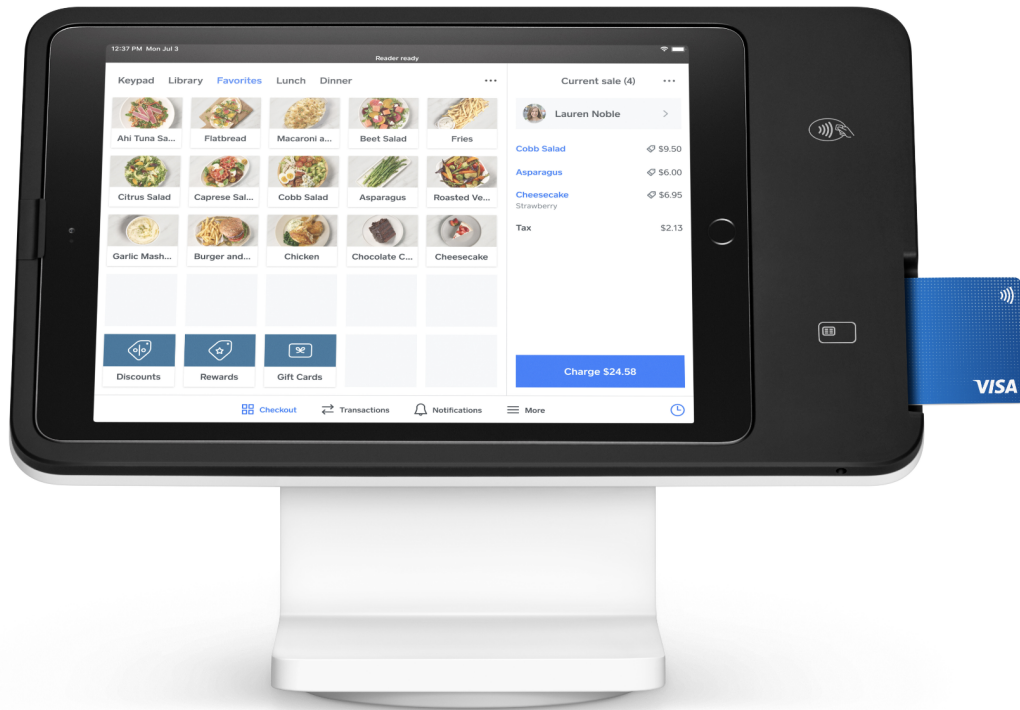 12:37 PM Mon Jul 3
Reader ready
Keypad Library Favorites Lunch Dinner ...
Ahi Tuna Sa... Flatbread Macaroni a... Beet Salad Fries
Citrus Salad Caprese Sal... Cobb Salad Asparagus Roasted Ve...
Garlic Mash... Burger and... Chicken Chocolate C... Cheesecake
Discounts Rewards Gift Cards
Current sale (4) ...
Lauren Noble >
Cobb Salad $9.50
Asparagus $6.00
Cheesecake $6.95
Strawberry
Tax $2.13
Charge $24.58
Checkout Transactions Notifications More
VISA